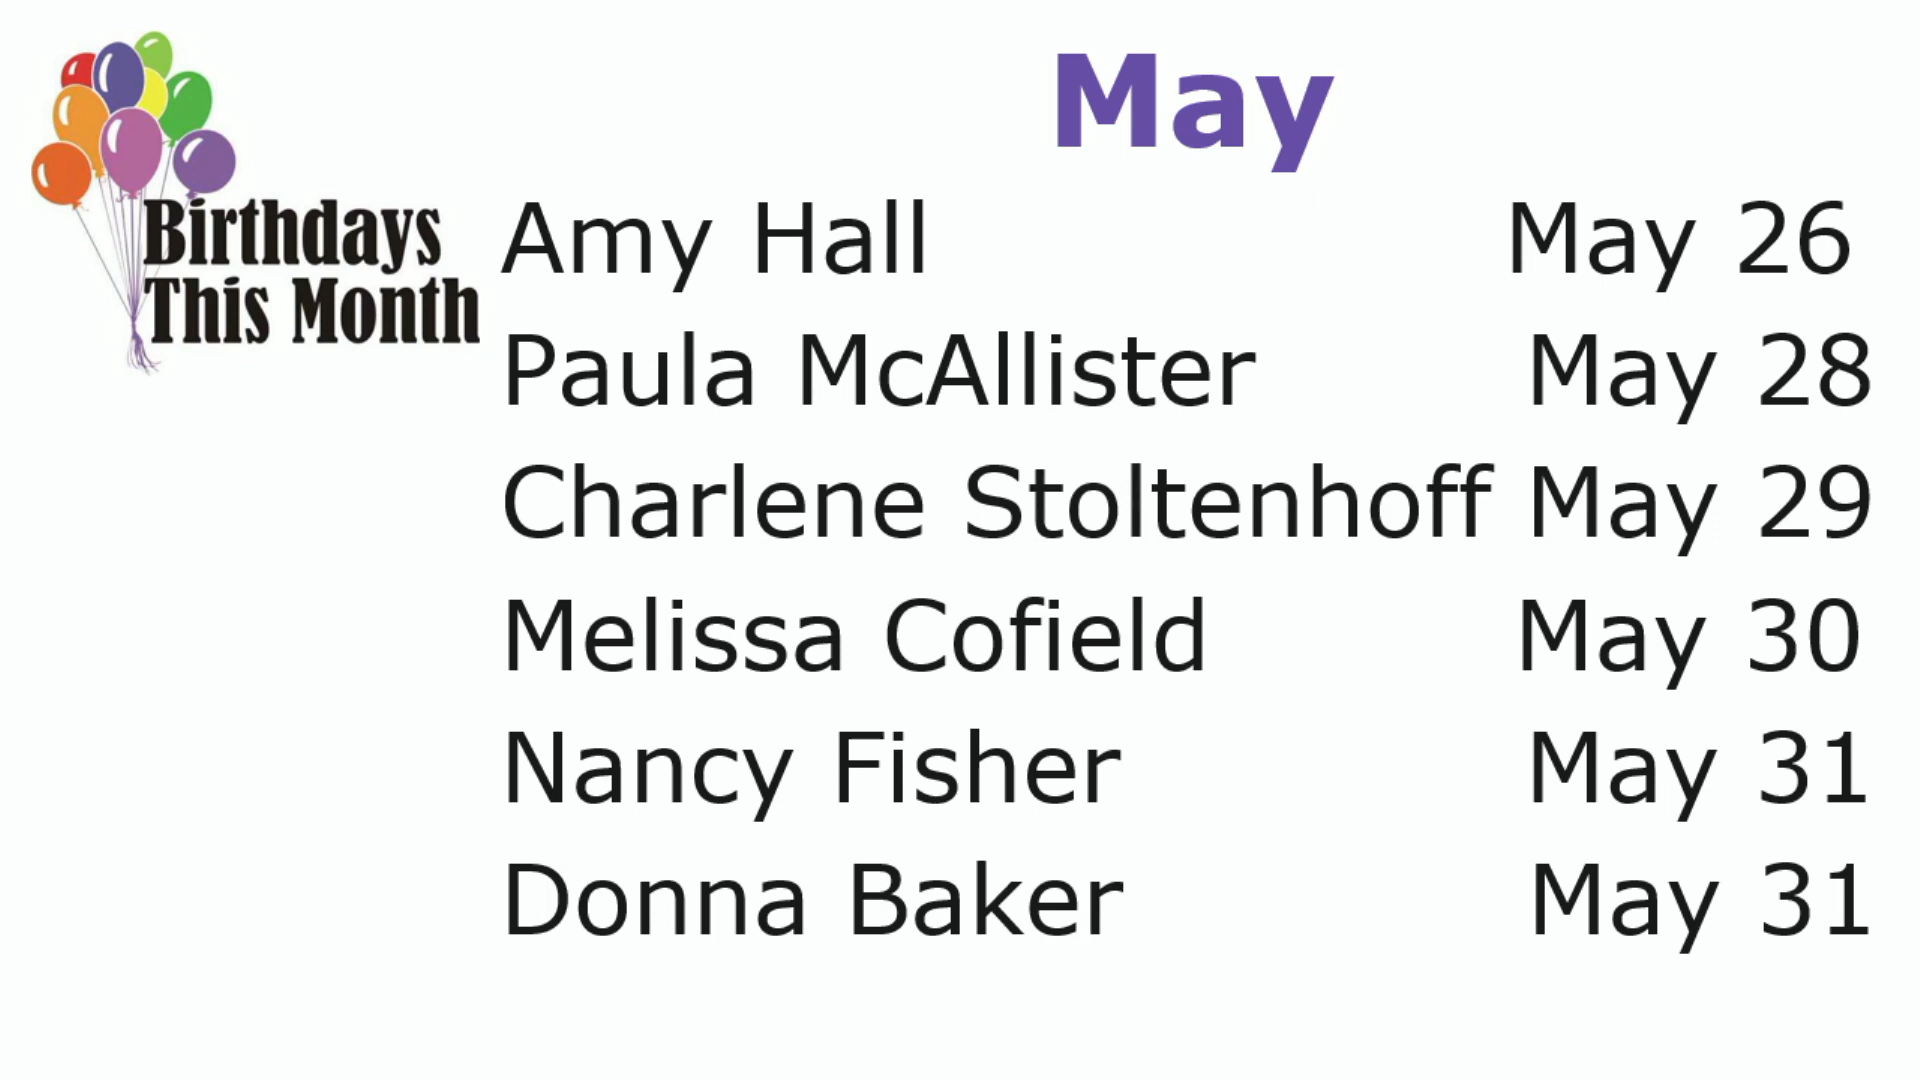 May
Birthdays
This Month
Amy Hall May 26
Paula McAllister May 28
Charlene Stoltenhoff May 29
Melissa Cofield May 30
Nancy Fisher May 31
Donna Baker May 31